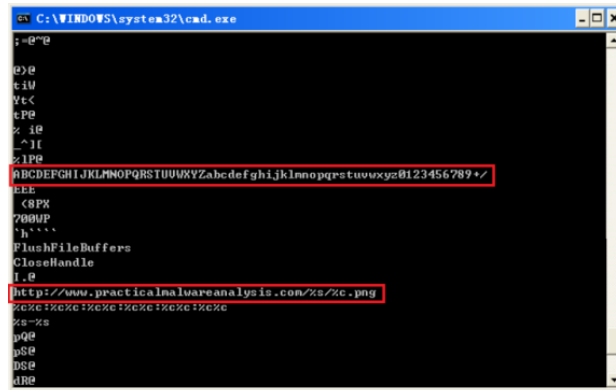 C:\WINDOWS\system32\cmd.exe
;=@~@
@>@
tiW
Yt<
tP@
% i@
_^][
%1P@
ABCDEFGHIJKLMNOPQRSTUVWXYZabcdefghijklmnopqrstuvwxyz0123456789+/
EEE
<8PX
700WP
`h````
FlushFileBuffers
CloseHandle
I.@
http://www.practicalmalwareanalysis.com/%s/%c.png
%c%c:%c%c:%c%c:%c%c:%c%c:%c%c
%s-%s
pQ@
pS@
DS@
dR@